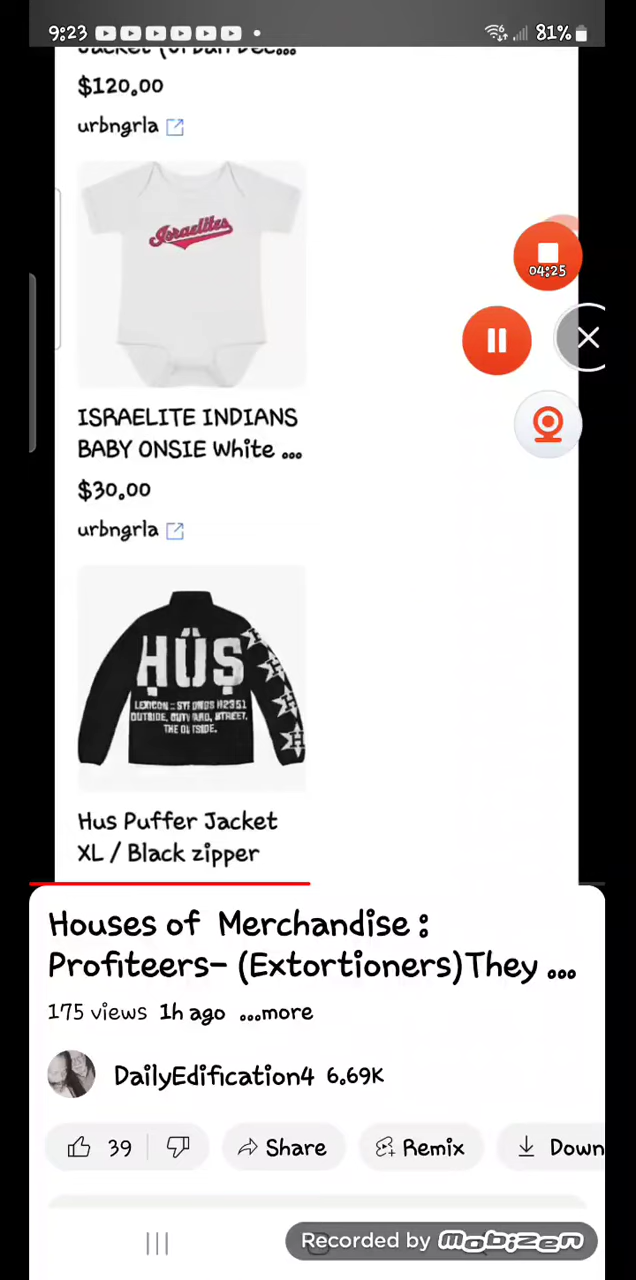 9:23
81%
$120.00
urbngrla
Israelites
04:25
ISRAELITE INDIANS
BABY ONSIE White ...
$30.00
urbngrla
HÜṢ
OUTSIDE, OUTWARD, STREET,
THE OUTSIDE.
H
H
H
H
Hus Puffer Jacket
XL / Black zipper
Houses of Merchandise :
Profiteers- (Extortioners)They ...
175 views 1h ago ...more
DailyEdification4 6.69K
39 Share Remix Down
Recorded by mobizen